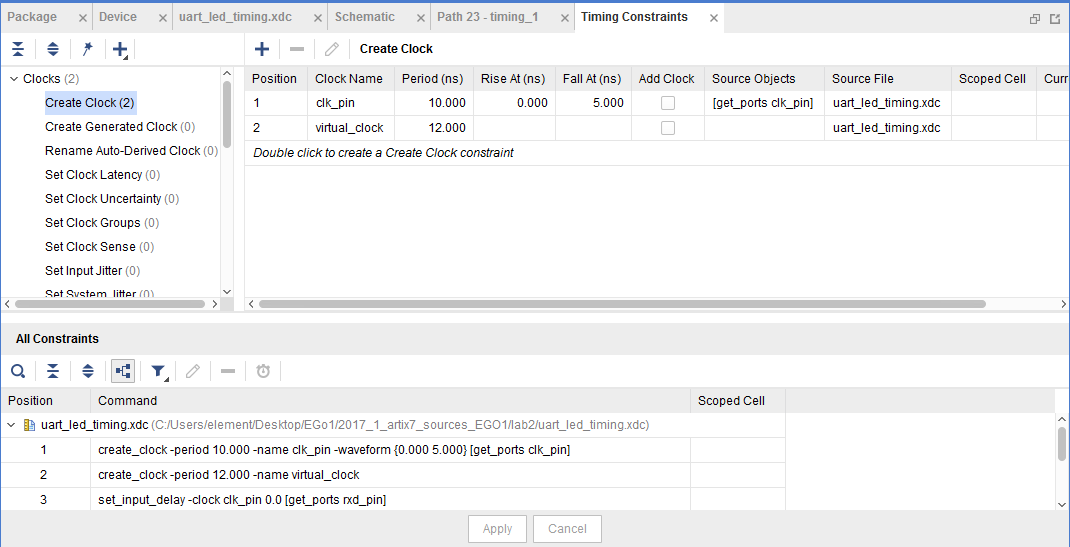 Package Device uart_led_timing.xdc Schematic Path 23 - timing_1 Timing Constraints
Create Clock
Clocks (2)
Create Clock (2)
Create Generated Clock (0)
Rename Auto-Derived Clock (0)
Set Clock Latency (0)
Set Clock Uncertainty (0)
Set Clock Groups (0)
Set Clock Sense (0)
Set Input Jitter (0)
Set System Jitter (0)
Position Clock Name Period (ns) Rise At (ns) Fall At (ns) Add Clock Source Objects Source File Scoped Cell Curr
1 clk_pin 10.000 0.000 5.000 [get_ports clk_pin] uart_led_timing.xdc
2 virtual_clock 12.000 uart_led_timing.xdc
Double click to create a Create Clock constraint
All Constraints
Position Command Scoped Cell
uart_led_timing.xdc (C:/Users/element/Desktop/EGo1/2017_1_artix7_sources_EGO1/lab2/uart_led_timing.xdc)
1 create_clock -period 10.000 -name clk_pin -waveform {0.000 5.000} [get_ports clk_pin]
2 create_clock -period 12.000 -name virtual_clock
3 set_input_delay -clock clk_pin 0.0 [get_ports rxd_pin]
Apply Cancel